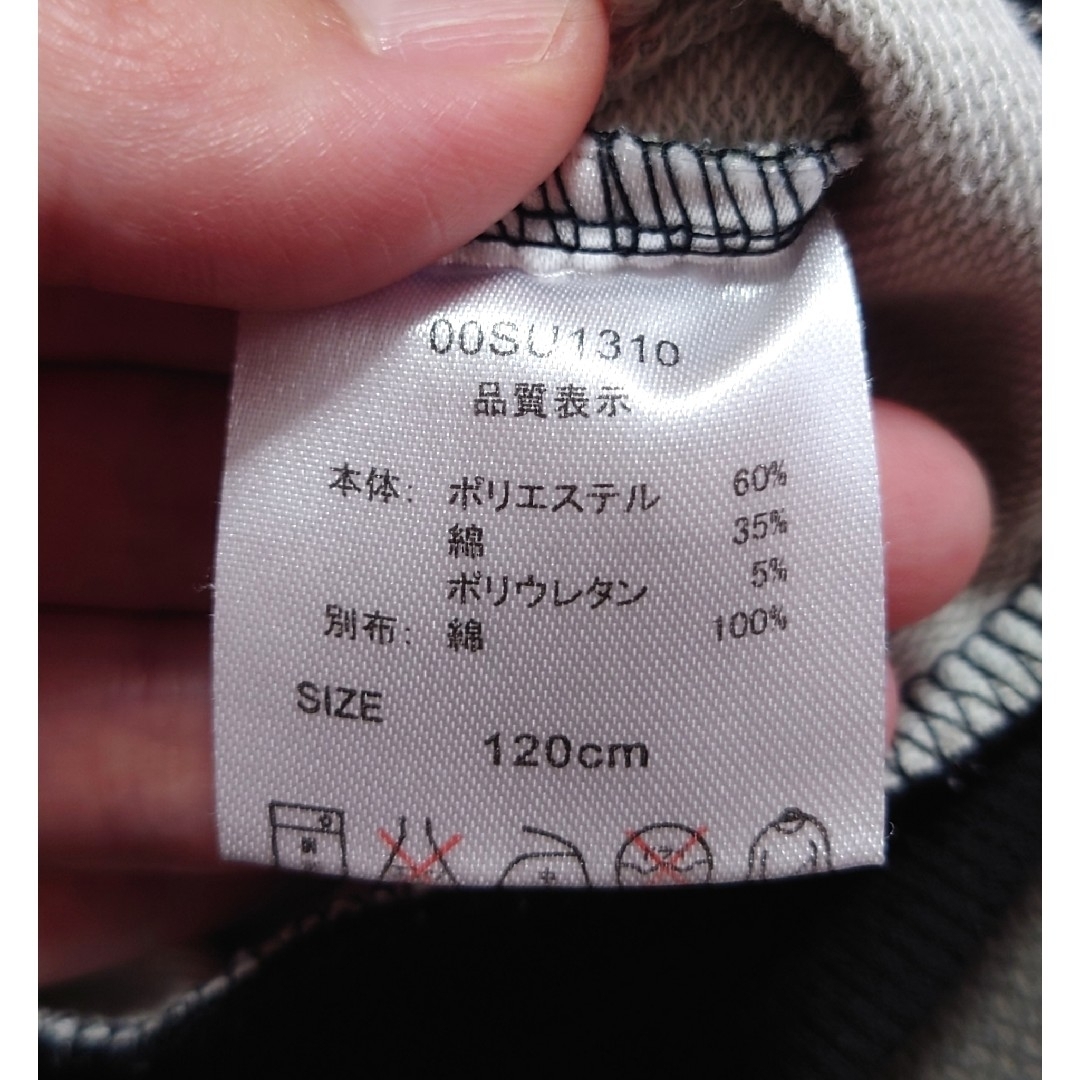 00SU1310
品質表示
本体: ポリエステル 60%
綿 35%
ポリウレタン 5%
別布: 綿 100%
SIZE
120cm